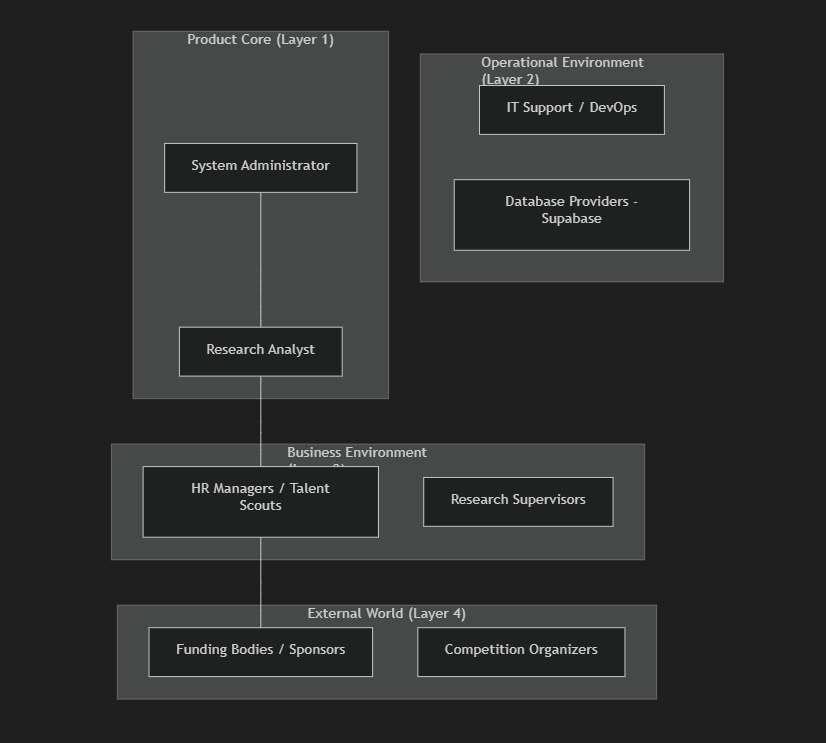 Product Core (Layer 1)
Operational Environment
(Layer 2)
IT Support / DevOps
System Administrator
Database Providers -
Supabase
Research Analyst
Business Environment
HR Managers / Talent
Scouts
Research Supervisors
External World (Layer 4)
Funding Bodies / Sponsors
Competition Organizers